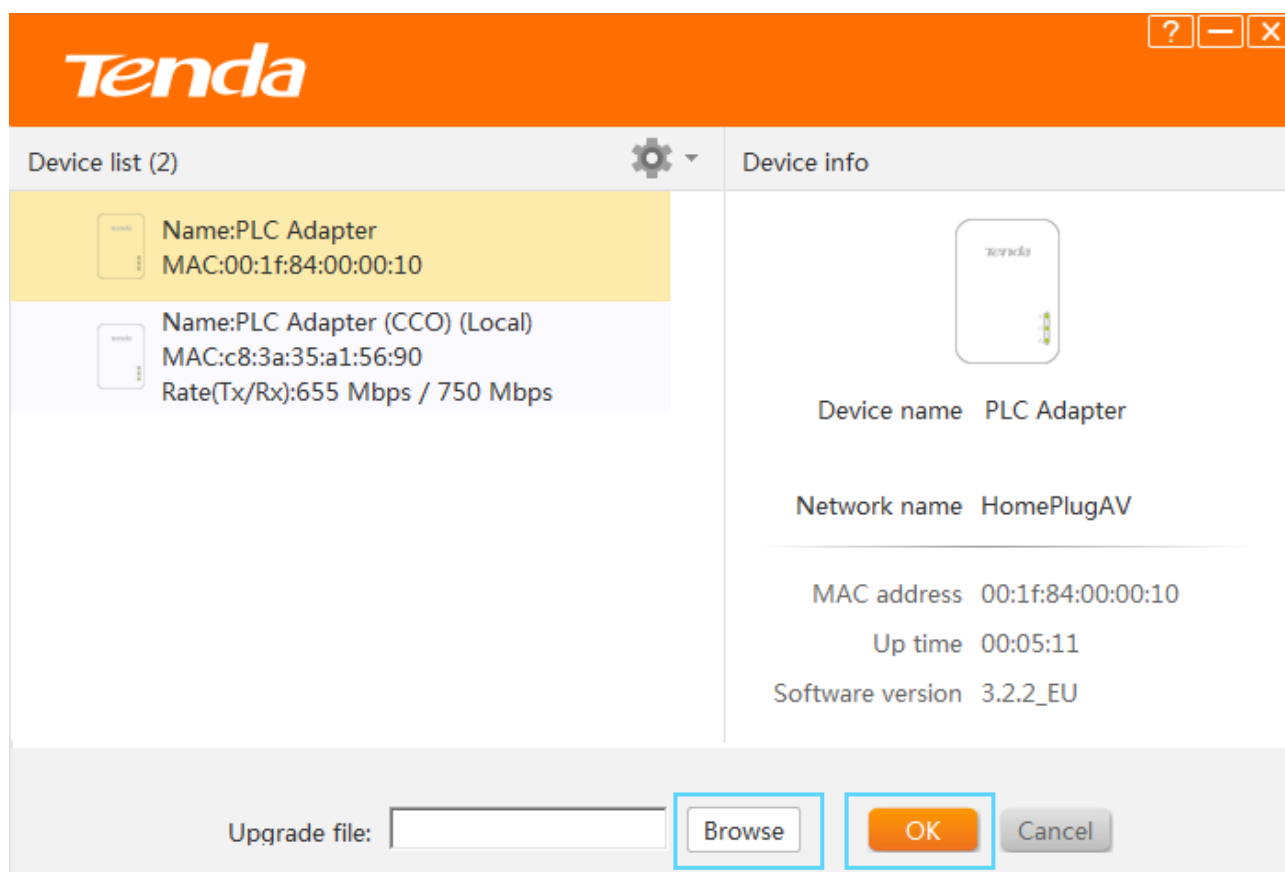 Tenda
?
Device list (2)
Device info
Name:PLC Adapter
MAC:00:1f:84:00:00:10
Name:PLC Adapter (CCO) (Local)
MAC:c8:3a:35:a1:56:90
Rate(Tx/Rx):655 Mbps / 750 Mbps
Tenda
Device name PLC Adapter
Network name HomePlugAV
MAC address 00:1f:84:00:00:10
Up time 00:05:11
Software version 3.2.2_EU
Upgrade file: Browse OK Cancel